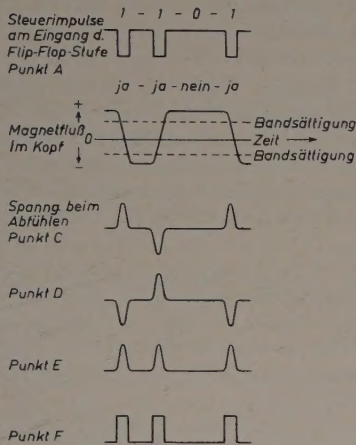 1 - 1 - 0 - 1
Steuerimpulse
am Eingang d.
Flip-Flop-Stufe
Punkt A
ja - ja - nein - ja
+
Magnetfluß
im Kopf
0
-
Bandsättigung
Zeit
Bandsättigung
Spanng. beim
Abfühlen
Punkt C
Punkt D
Punkt E
Punkt F